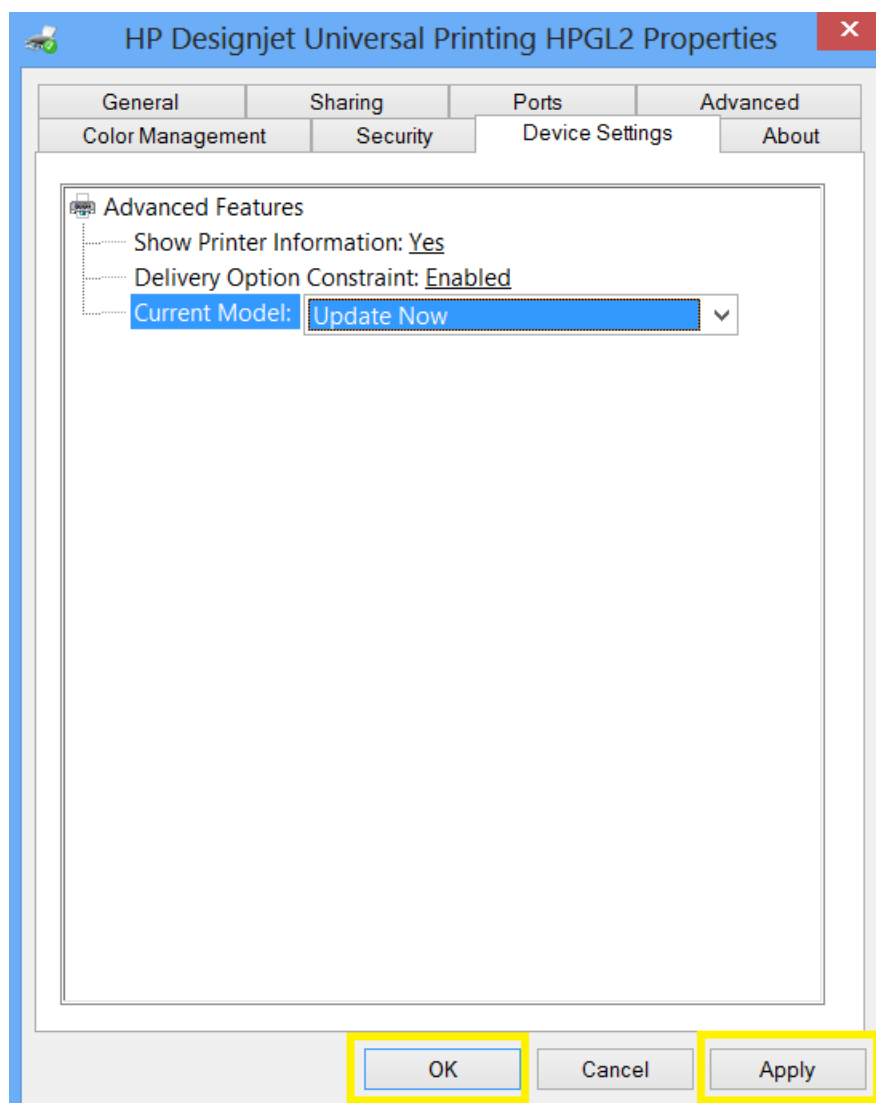 HP Designjet Universal Printing HPGL2 Properties
General Sharing Ports Advanced
Color Management Security Device Settings About
Advanced Features
Show Printer Information: Yes
Delivery Option Constraint: Enabled
Current Model: Update Now
OK Cancel Apply